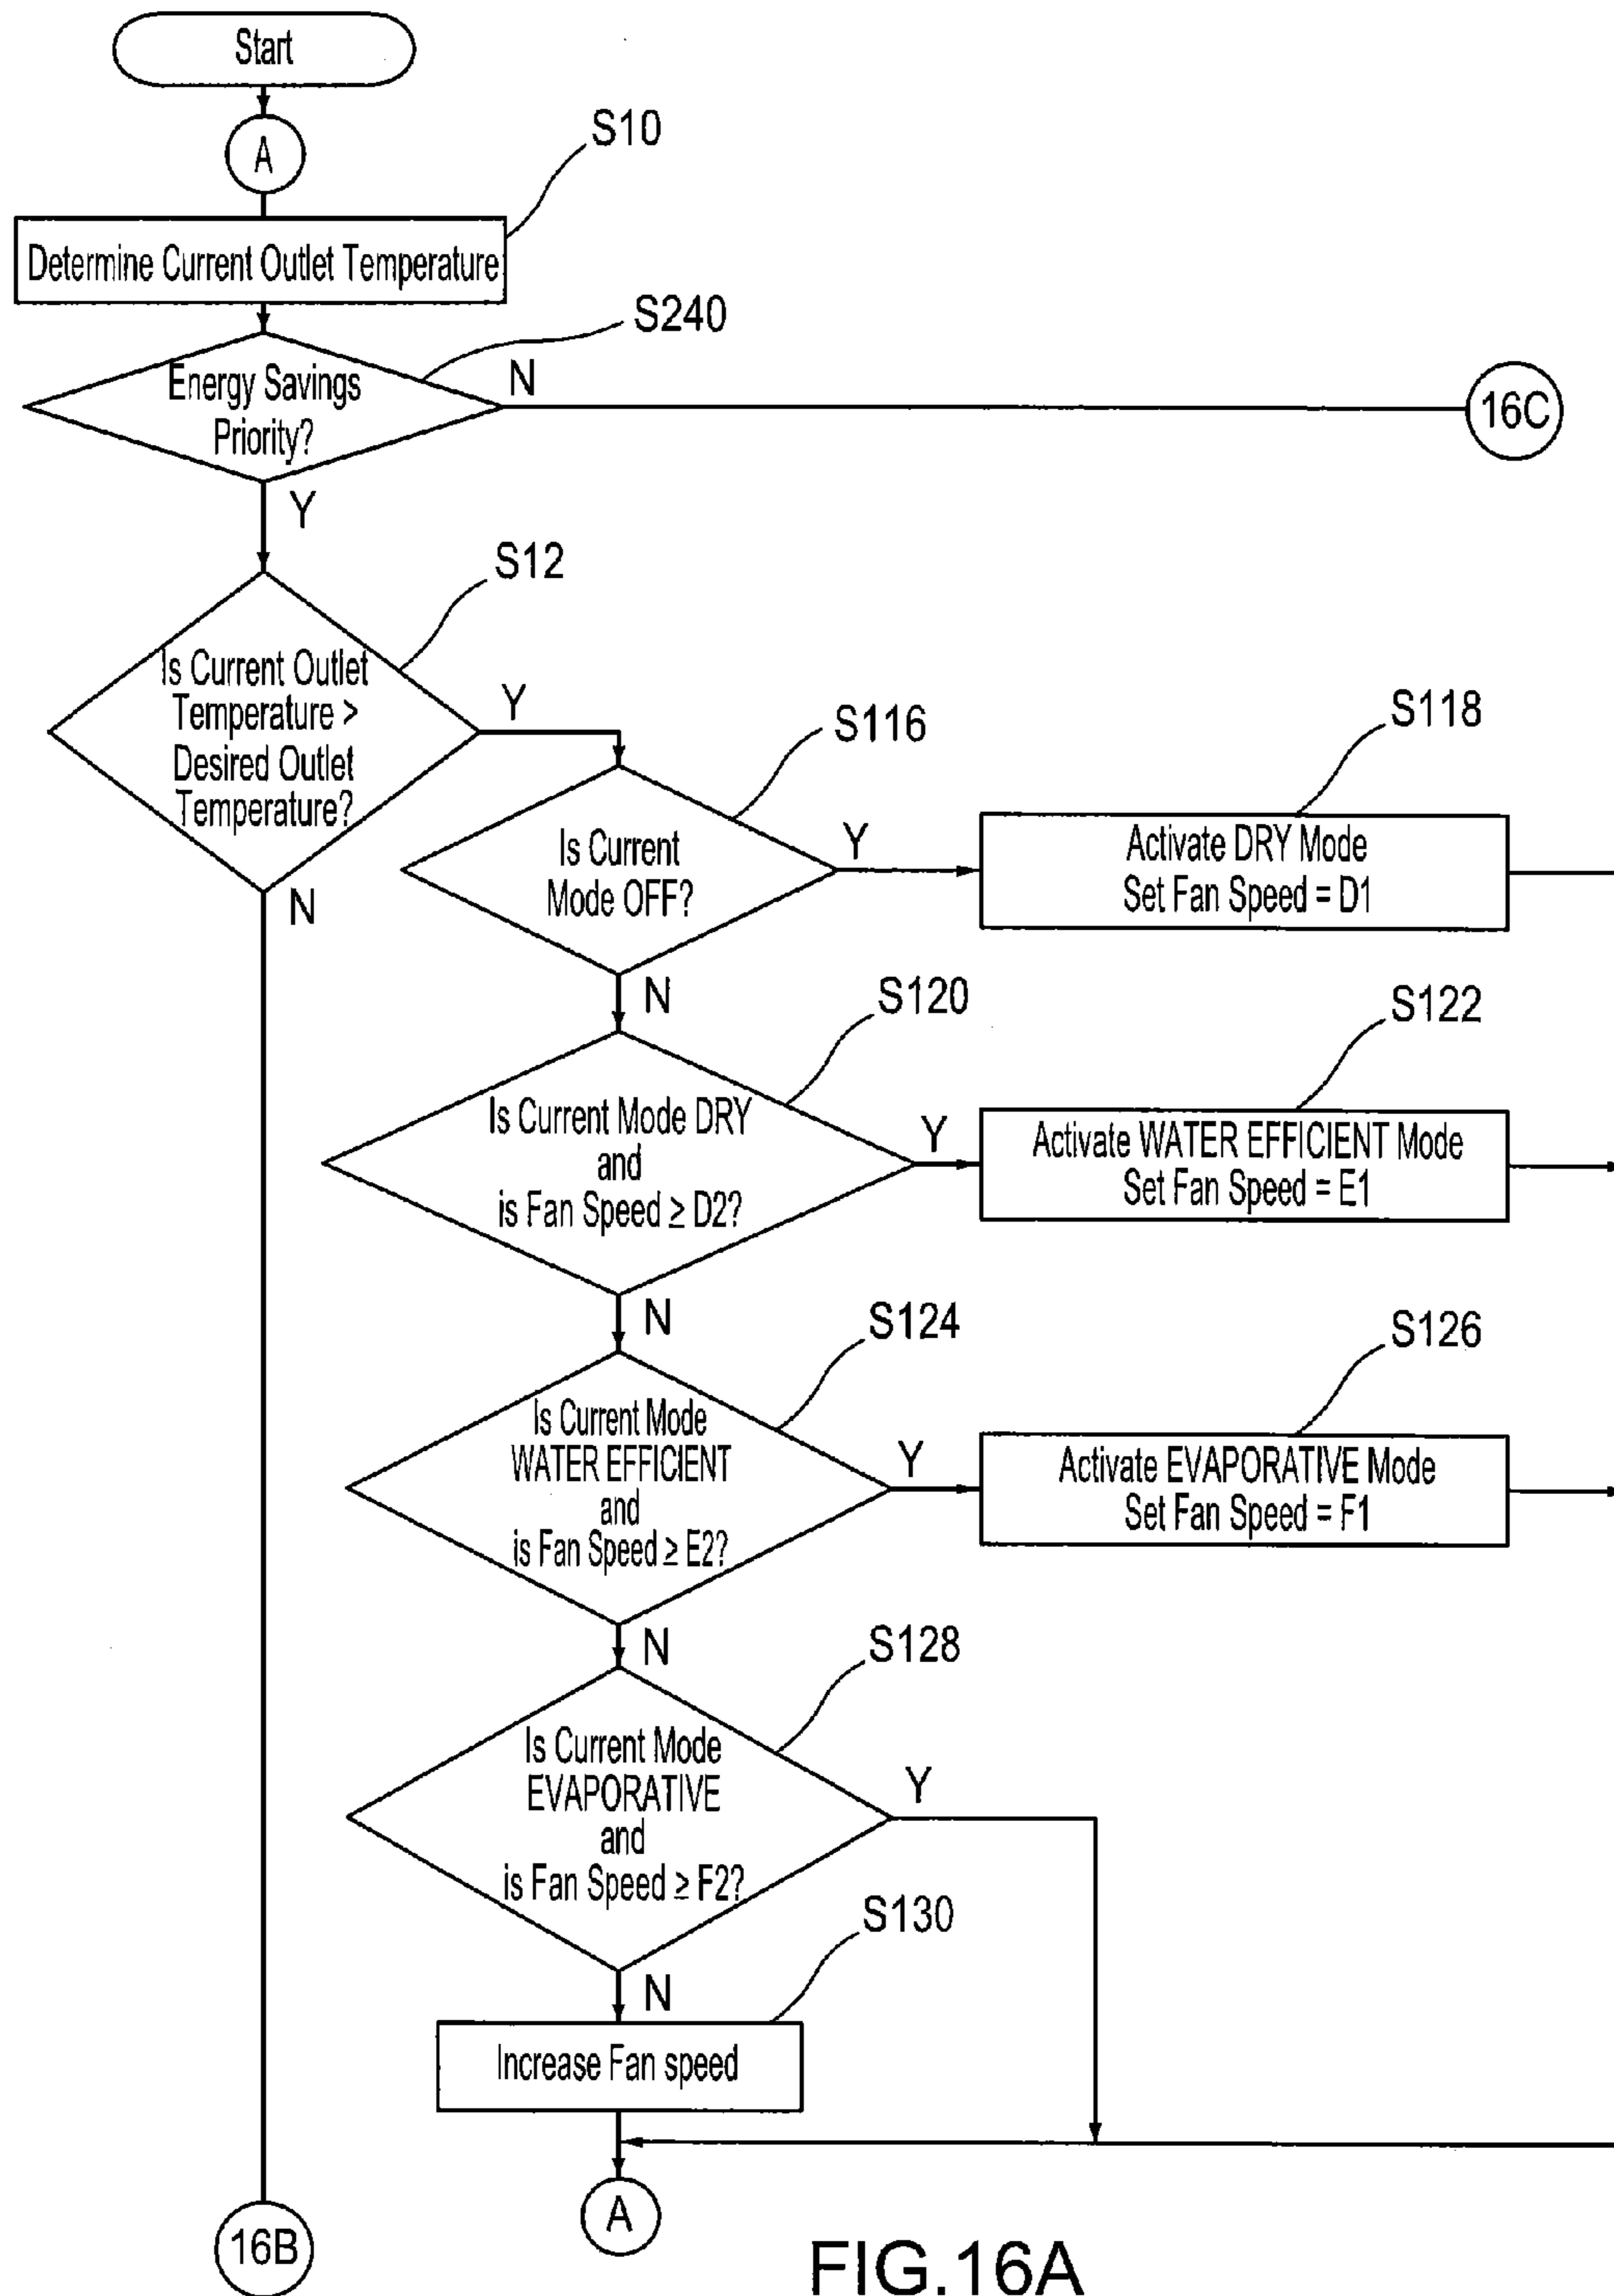 Start
A
S10
Determine Current Outlet Temperature
S240
Energy Savings
Priority?
N
16C
Y
S12
Is Current Outlet
Temperature >
Desired Outlet
Temperature?
Y
N
S116
Is Current
Mode OFF?
Y
S118
Activate DRY Mode
Set Fan Speed = D1
N
S120
Is Current Mode DRY
and
is Fan Speed ≥ D2?
Y
S122
Activate WATER EFFICIENT Mode
Set Fan Speed = E1
N
S124
Is Current Mode
WATER EFFICIENT
and
is Fan Speed ≥ E2?
Y
S126
Activate EVAPORATIVE Mode
Set Fan Speed = F1
N
S128
Is Current Mode
EVAPORATIVE
and
is Fan Speed ≥ F2?
Y
N
S130
Increase Fan speed
A
16B
FIG.16A